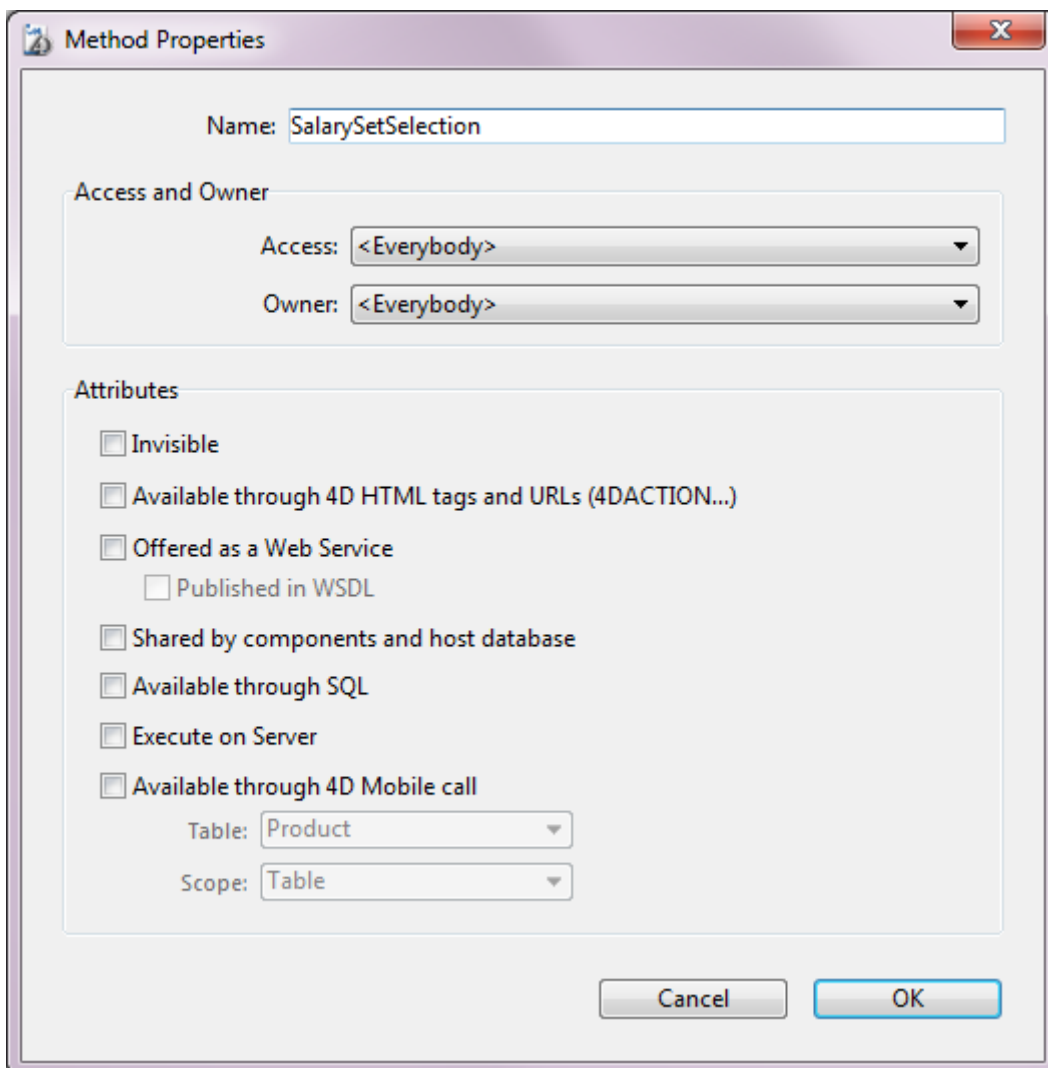 Method Properties
Name: SalarySetSelection
Access and Owner
Access: <Everybody>
Owner: <Everybody>
Attributes
Invisible
Available through 4D HTML tags and URLs (4DACTION...)
Offered as a Web Service
Published in WSDL
Shared by components and host database
Available through SQL
Execute on Server
Available through 4D Mobile call
Table: Product
Scope: Table
Cancel OK